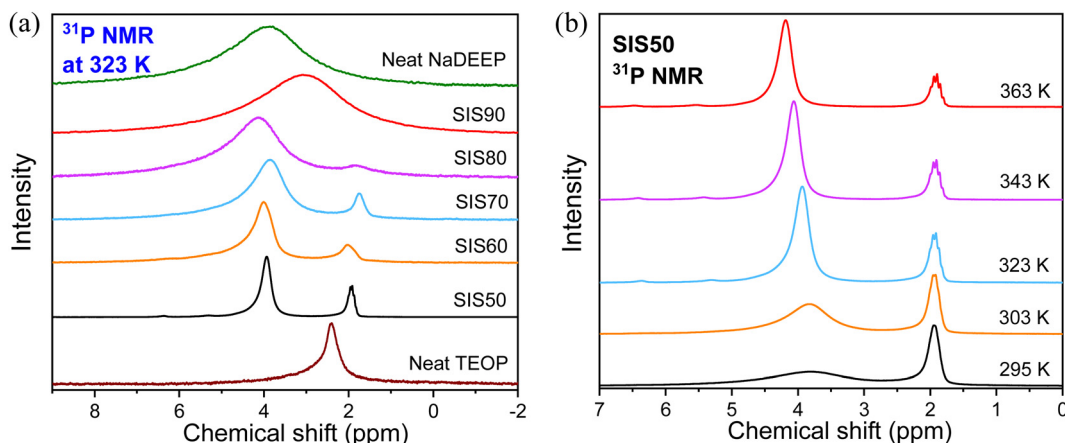 (a)
³¹P NMR
at 323 K
Neat NaDEEP
SIS90
SIS80
SIS70
SIS60
SIS50
Neat TEOP
Intensity
8 6 4 2 0 -2
Chemical shift (ppm)
(b)
SIS50
³¹P NMR
363 K
343 K
323 K
303 K
295 K
Intensity
7 6 5 4 3 2 1 0
Chemical shift (ppm)